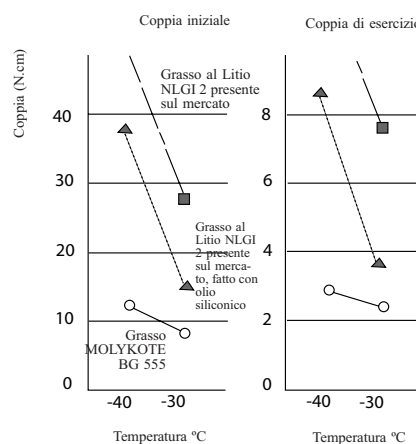 Coppia iniziale
Coppia di esercizio
Coppia (N.cm)
Grasso al Litio
NLGI 2 presente
sul mercato
40
30
20
10
0
Grasso al
Litio NLGI
2 presente
sul merca-
to, fatto con
olio
siliconico
Grasso
MOLYKOTE
BG 555
-40
-30
Temperatura ºC
8
6
4
2
0
-40
-30
Temperatura ºC